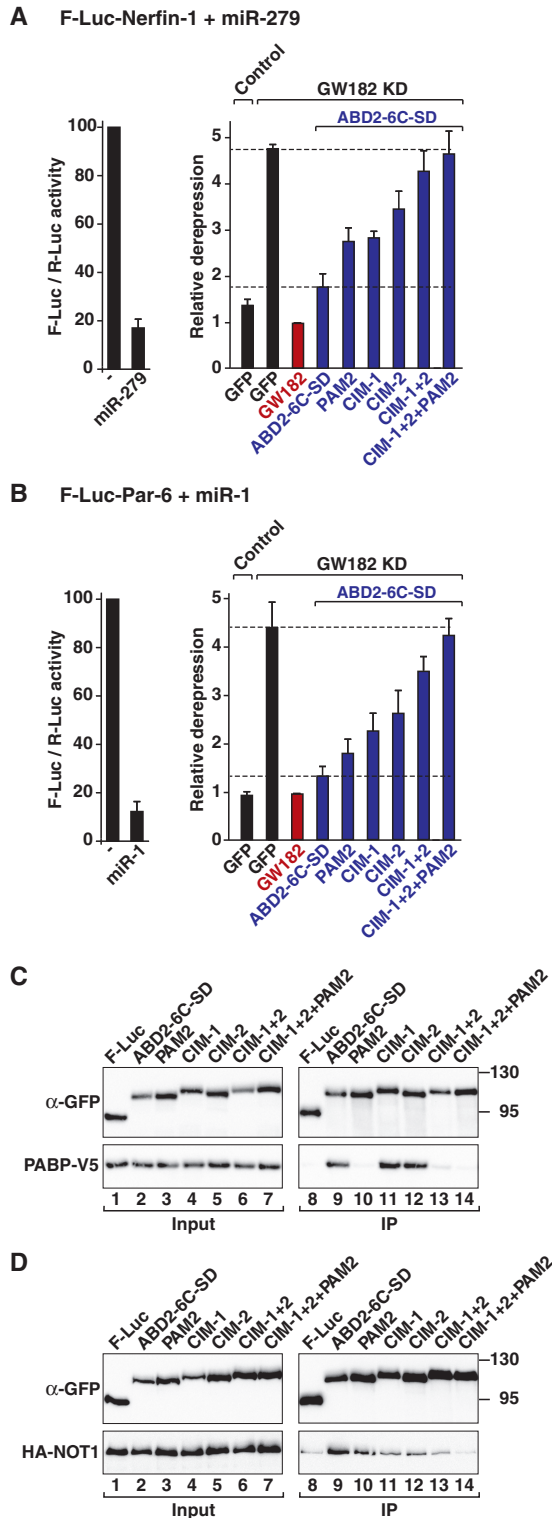 A F-Luc-Nerfin-1 + miR-279
Control
GW182 KD
ABD2-6C-SD
F-Luc / R-Luc activity
100
80
60
40
20
0
-
miR-279
Relative derepression
5
4
3
2
1
0
GFP
GFP
GW182
ABD2-6C-SD
PAM2
CIM-1
CIM-2
CIM-1+2
CIM-1+2+PAM2
B F-Luc-Par-6 + miR-1
Control
GW182 KD
ABD2-6C-SD
F-Luc / R-Luc activity
100
80
60
40
20
0
-
miR-1
Relative derepression
5
4
3
2
1
0
GFP
GFP
GW182
ABD2-6C-SD
PAM2
CIM-1
CIM-2
CIM-1+2
CIM-1+2+PAM2
C
F-Luc
ABD2-6C-SD
PAM2
CIM-1
CIM-2
CIM-1+2
CIM-1+2+PAM2
F-Luc
ABD2-6C-SD
PAM2
CIM-1
CIM-2
CIM-1+2
CIM-1+2+PAM2
α-GFP
130
95
PABP-V5
1 2 3 4 5 6 7
8 9 10 11 12 13 14
Input
IP
D
F-Luc
ABD2-6C-SD
PAM2
CIM-1
CIM-2
CIM-1+2
CIM-1+2+PAM2
F-Luc
ABD2-6C-SD
PAM2
CIM-1
CIM-2
CIM-1+2
CIM-1+2+PAM2
α-GFP
130
95
HA-NOT1
1 2 3 4 5 6 7
8 9 10 11 12 13 14
Input
IP